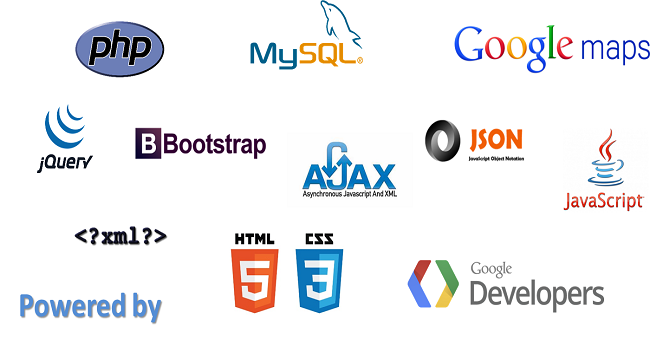 php
MySQL®
Google maps
jQuery
B Bootstrap
AJAX
Asynchronous Javascript And XML
JSON
JavaScript Object Notation
JavaScript
<?xml?>
HTML
5
CSS
3
Google
Developers
Powered by